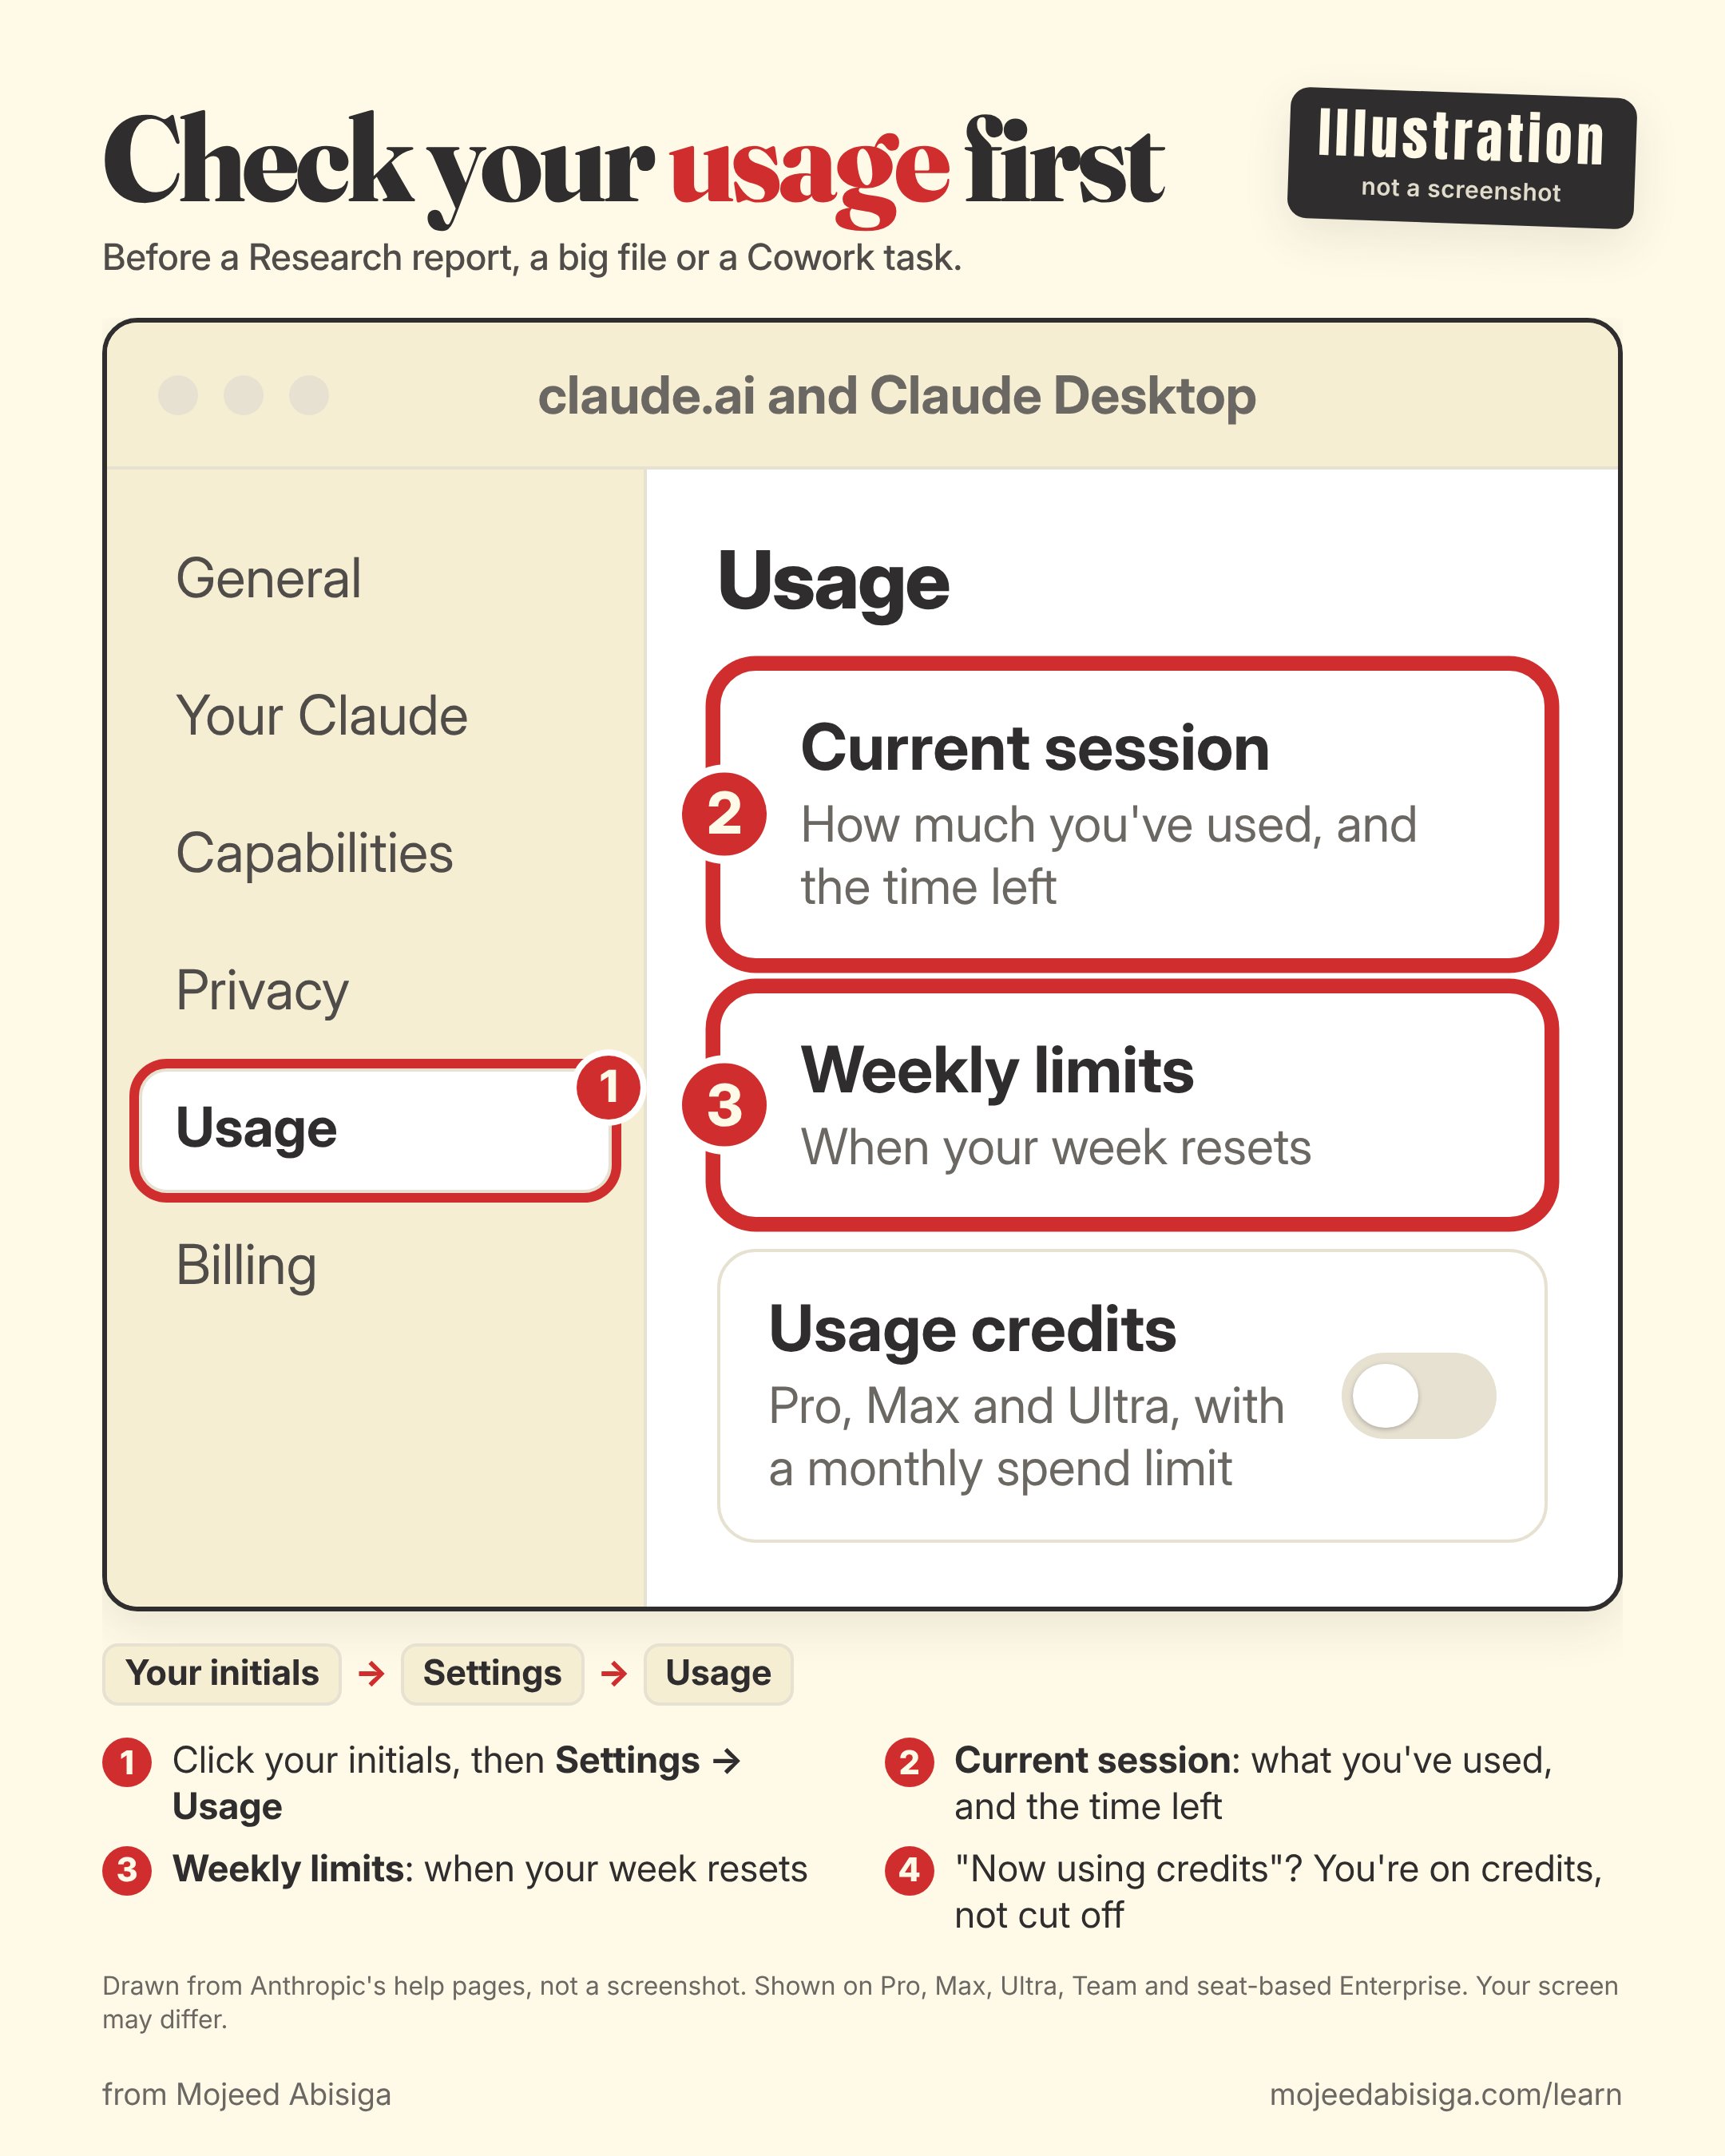 Check your usage first
Illustration
not a screenshot
Before a Research report, a big file or a Cowork task.
claude.ai and Claude Desktop
General
Your Claude
Capabilities
Privacy
Usage
1
Billing
Usage
2
Current session
How much you've used, and
the time left
3
Weekly limits
When your week resets
Usage credits
Pro, Max and Ultra, with
a monthly spend limit
Your initials → Settings → Usage
1 Click your initials, then Settings →
Usage
2 Current session: what you've used,
and the time left
3 Weekly limits: when your week resets
4 "Now using credits"? You're on credits,
not cut off
Drawn from Anthropic's help pages, not a screenshot. Shown on Pro, Max, Ultra, Team and seat-based Enterprise. Your screen
may differ.
from Mojeed Abisiga
mojeedabisiga.com/learn